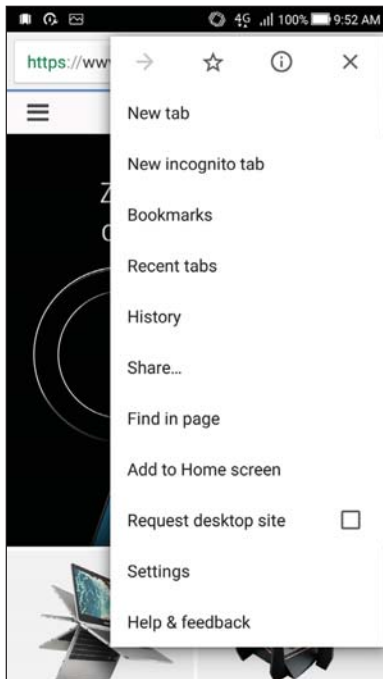 4G 100% 9:52 AM
https://ww
New tab
New incognito tab
Bookmarks
Recent tabs
History
Share...
Find in page
Add to Home screen
Request desktop site
Settings
Help & feedback